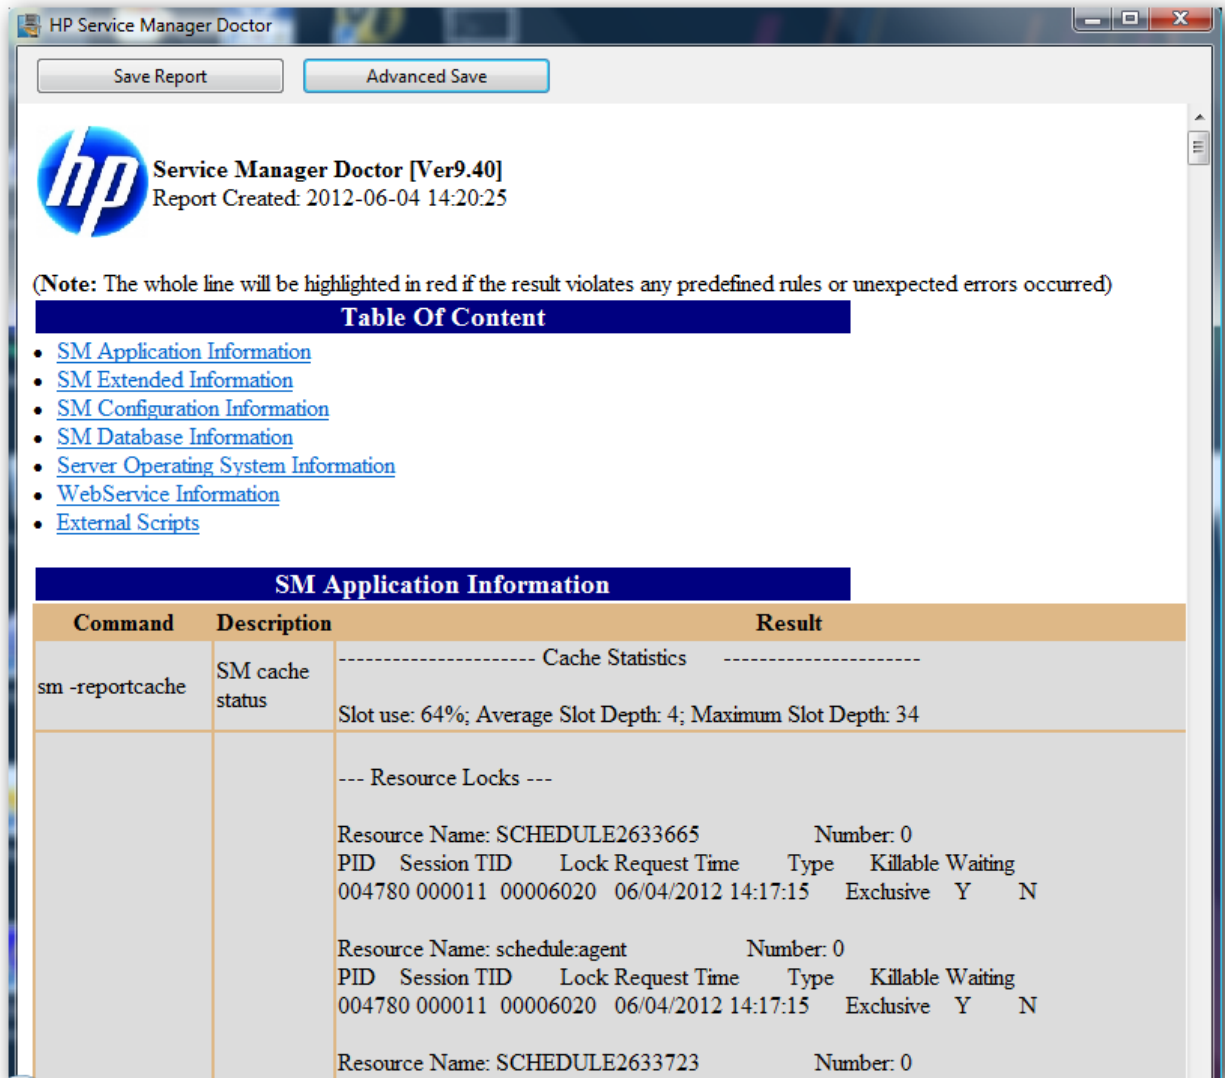 HP Service Manager Doctor
Save Report
Advanced Save
hp
Service Manager Doctor [Ver9.40]
Report Created: 2012-06-04 14:20:25
(Note: The whole line will be highlighted in red if the result violates any predefined rules or unexpected errors occurred)
Table Of Content
SM Application Information
SM Extended Information
SM Configuration Information
SM Database Information
Server Operating System Information
WebService Information
External Scripts
SM Application Information
Command Description Result
sm -reportcache
SM cache
status
---------------------- Cache Statistics ----------------------
Slot use: 64%; Average Slot Depth: 4; Maximum Slot Depth: 34
--- Resource Locks ---
Resource Name: SCHEDULE2633665 Number: 0
PID Session TID Lock Request Time Type Killable Waiting
004780 000011 00006020 06/04/2012 14:17:15 Exclusive Y N
Resource Name: schedule:agent Number: 0
PID Session TID Lock Request Time Type Killable Waiting
004780 000011 00006020 06/04/2012 14:17:15 Exclusive Y N
Resource Name: SCHEDULE2633723 Number: 0